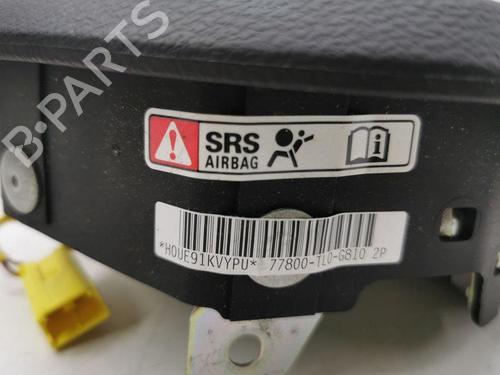 B-PARTS
SRS
AIRBAG
*HOUE91KVYPU* 77800-TL0-G810 2P